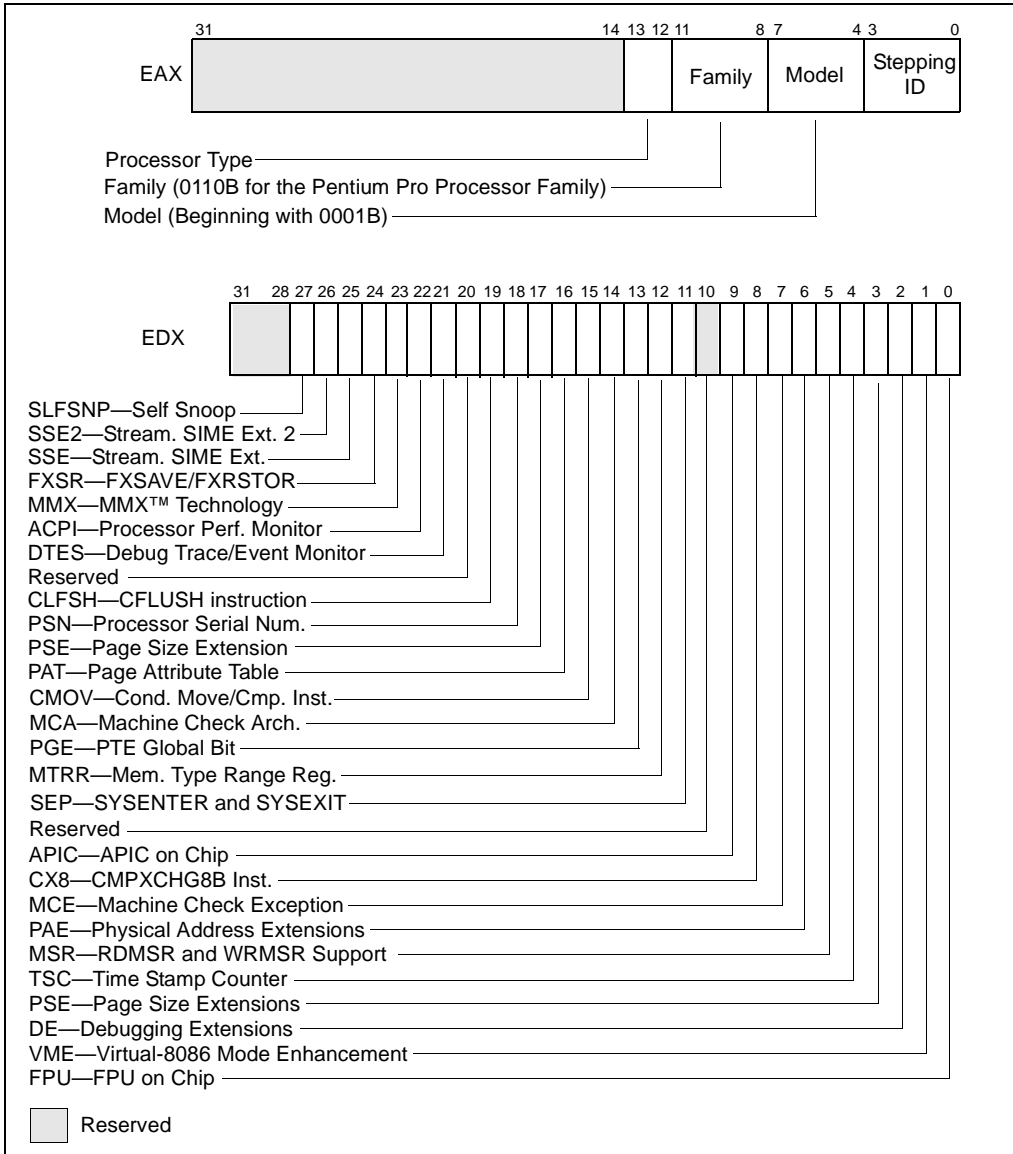 31 14 13 12 11 8 7 4 3 0
EAX Family Model Stepping
ID
Processor Type
Family (0110B for the Pentium Pro Processor Family)
Model (Beginning with 0001B)
31 28 27 26 25 24 23 22 21 20 19 18 17 16 15 14 13 12 11 10 9 8 7 6 5 4 3 2 1 0
EDX
SLFSNP—Self Snoop
SSE2—Stream. SIME Ext. 2
SSE—Stream. SIME Ext.
FXSR—FXSAVE/FXRSTOR
MMX—MMX™ Technology
ACPI—Processor Perf. Monitor
DTES—Debug Trace/Event Monitor
Reserved
CLFSH—CFLUSH instruction
PSN—Processor Serial Num.
PSE—Page Size Extension
PAT—Page Attribute Table
CMOV—Cond. Move/Cmp. Inst.
MCA—Machine Check Arch.
PGE—PTE Global Bit
MTRR—Mem. Type Range Reg.
SEP—SYSENTER and SYSEXIT
Reserved
APIC—APIC on Chip
CX8—CMPXCHG8B Inst.
MCE—Machine Check Exception
PAE—Physical Address Extensions
MSR—RDMSR and WRMSR Support
TSC—Time Stamp Counter
PSE—Page Size Extensions
DE—Debugging Extensions
VME—Virtual-8086 Mode Enhancement
FPU—FPU on Chip
Reserved